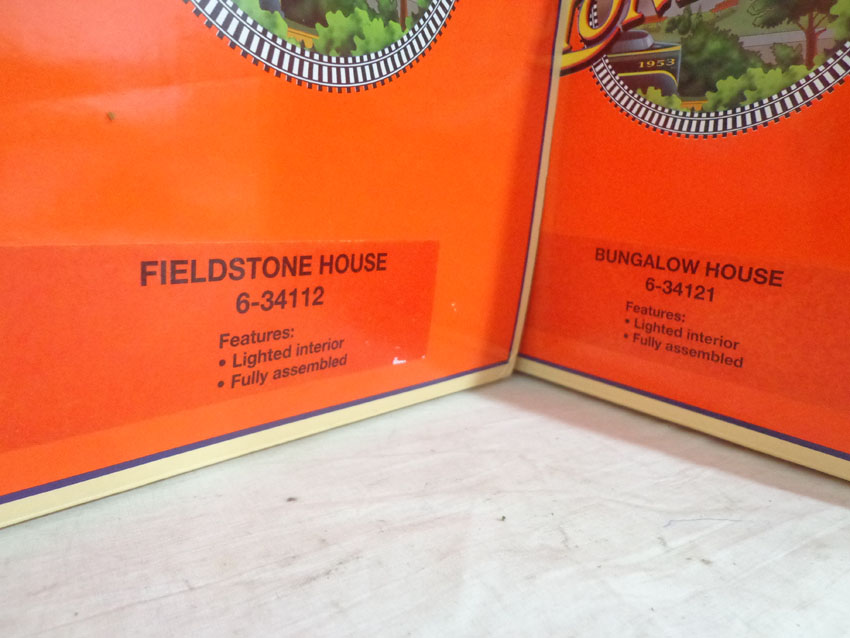 FIELDSTONE HOUSE
6-34112
Features:
• Lighted interior
• Fully assembled
1953
BUNGALOW HOUSE
6-34121
Features:
• Lighted interior
• Fully assembled